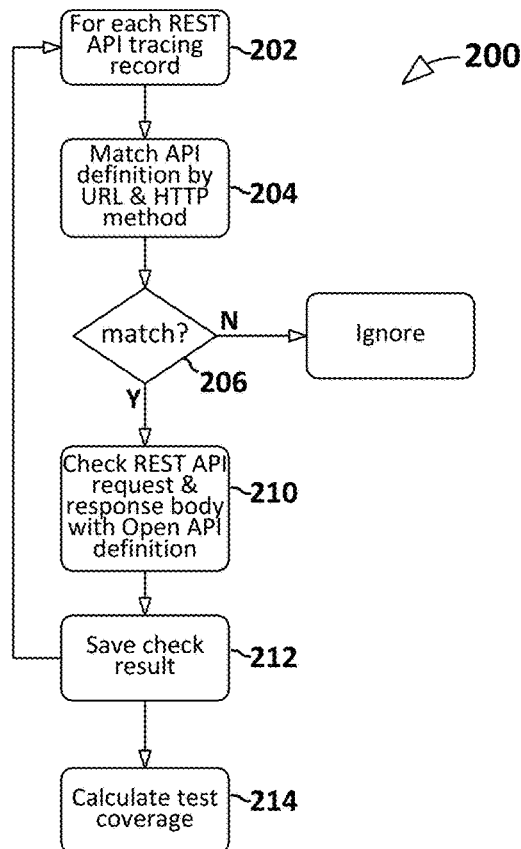 For each REST
API tracing
record
202
200
Match API
definition by
URL & HTTP
method
204
match?
N
Ignore
206
Y
Check REST API
request &
response body
with Open API
definition
210
Save check
result
212
Calculate test
coverage
214